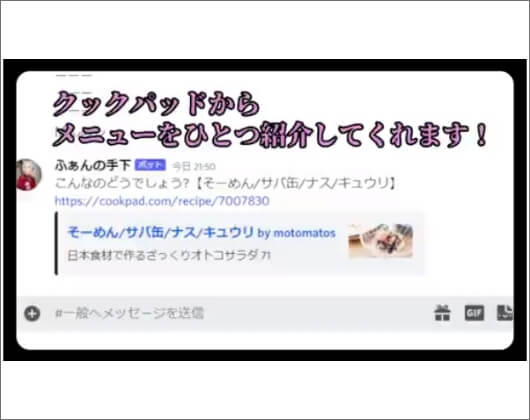 クックパッドから
メニューをひとつ紹介してくれます！
ふぁんの手下 ボット 今日 21:50
こんなのどうでしょう?【そーめん/サバ缶/ナス/キュウリ】
https://cookpad.com/recipe/7007830
そーめん/サバ缶/ナス/キュウリ by motomatos
日本食材で作るざっくりオトコサラダ 71
#一般へメッセージを送信
GIF